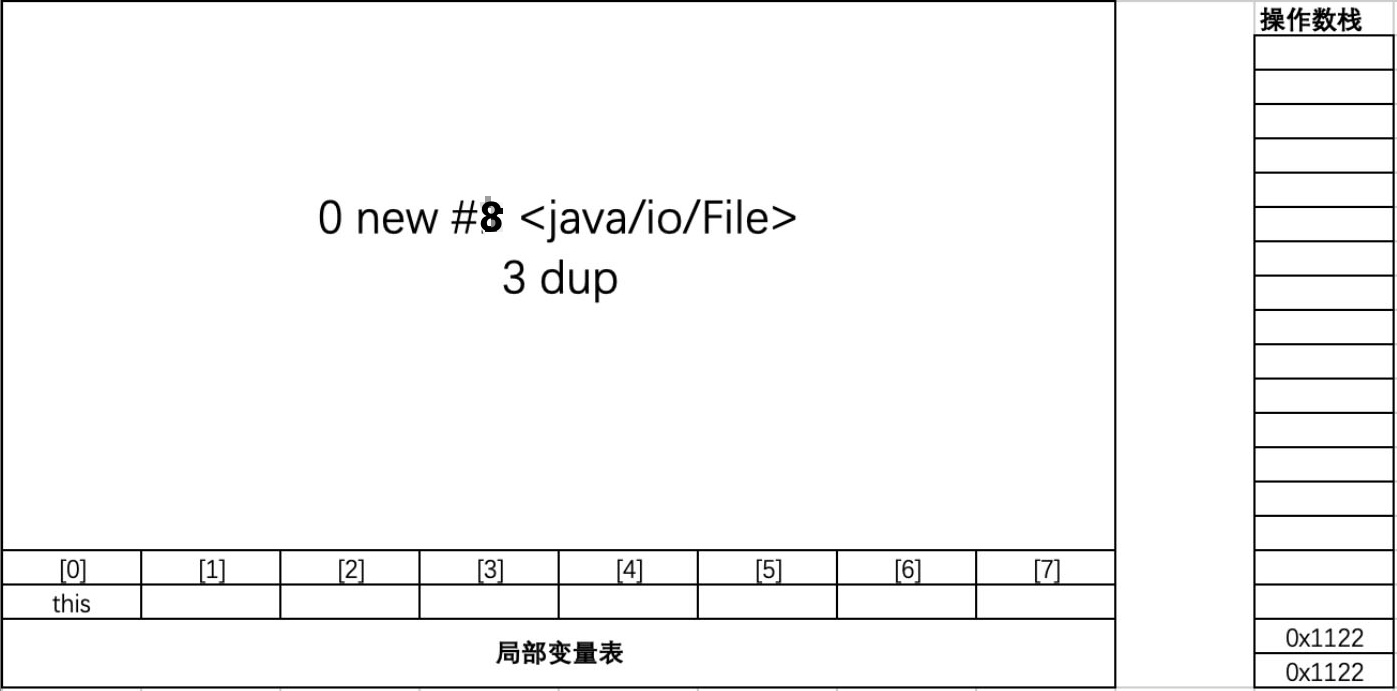 操作数栈
0 new #8 <java/io/File>
3 dup
[0] [1] [2] [3] [4] [5] [6] [7]
this
局部变量表
0x1122
0x1122